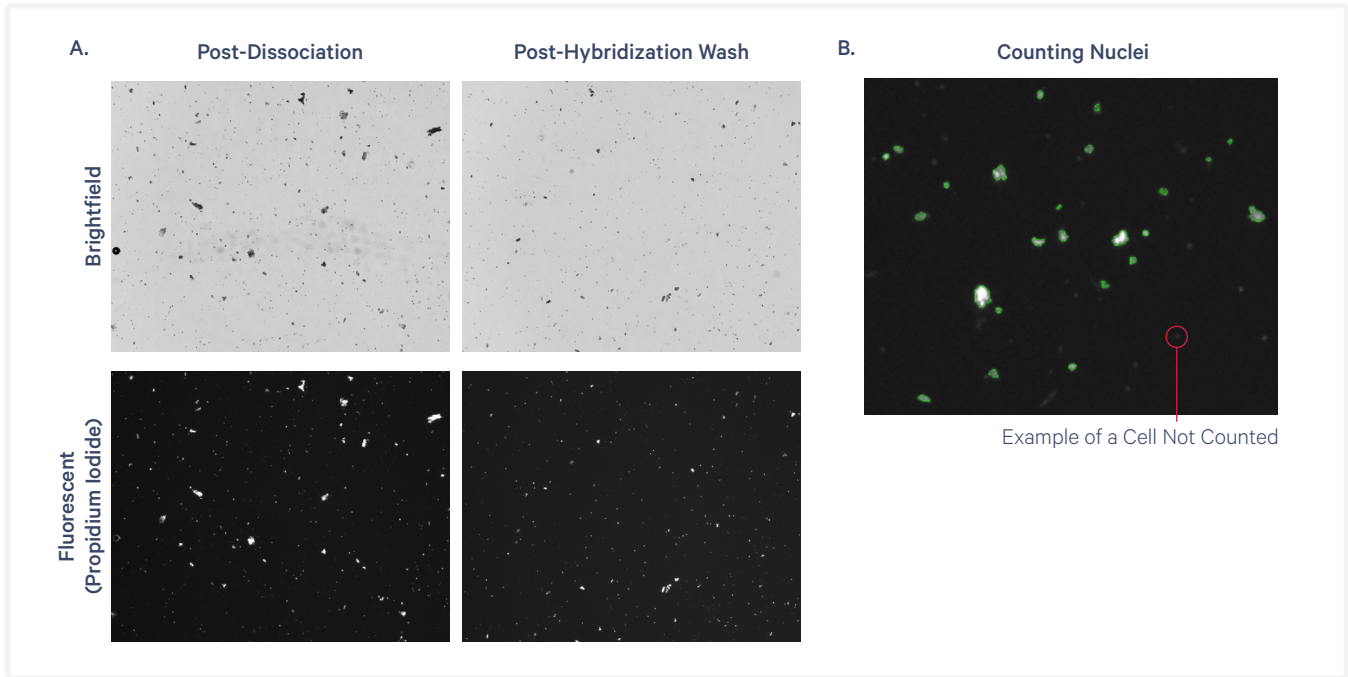 A.
Post-Dissociation
Post-Hybridization Wash
B.
Counting Nuclei
Brightfield
Fluorescent
(Propidium Iodide)
Example of a Cell Not Counted